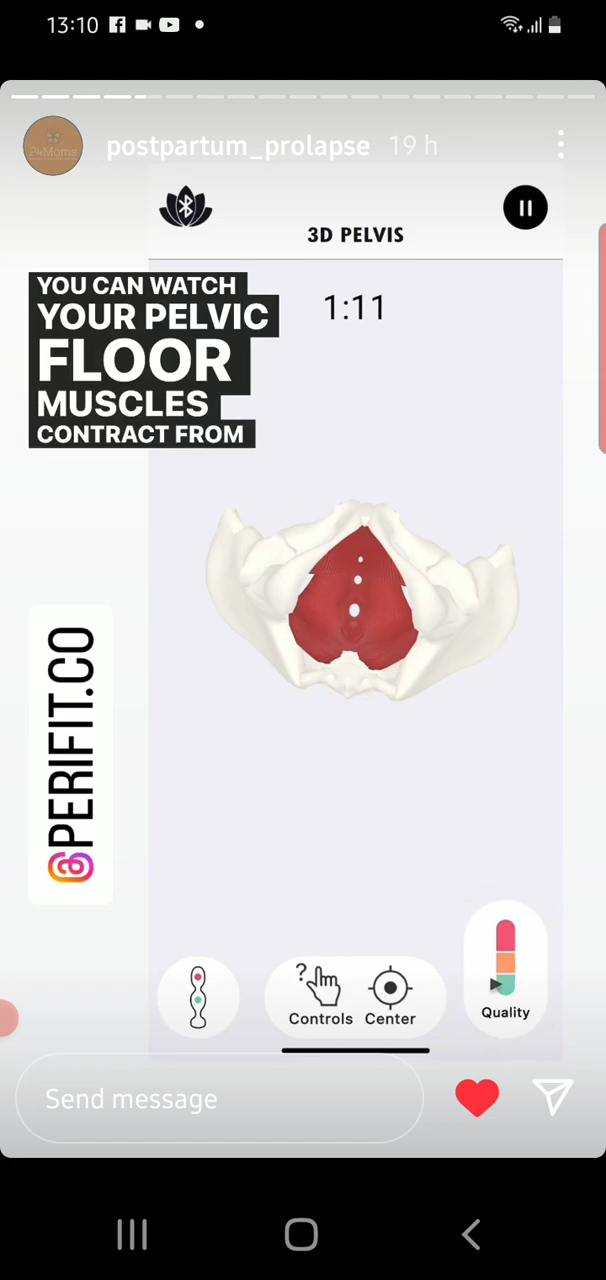 13:10
P4Moms
postpartum_prolapse 19 h
3D PELVIS
YOU CAN WATCH
YOUR PELVIC
FLOOR
MUSCLES
CONTRACT FROM
1:11
@PERIFIT.CO
?
Controls Center
Quality
Send message